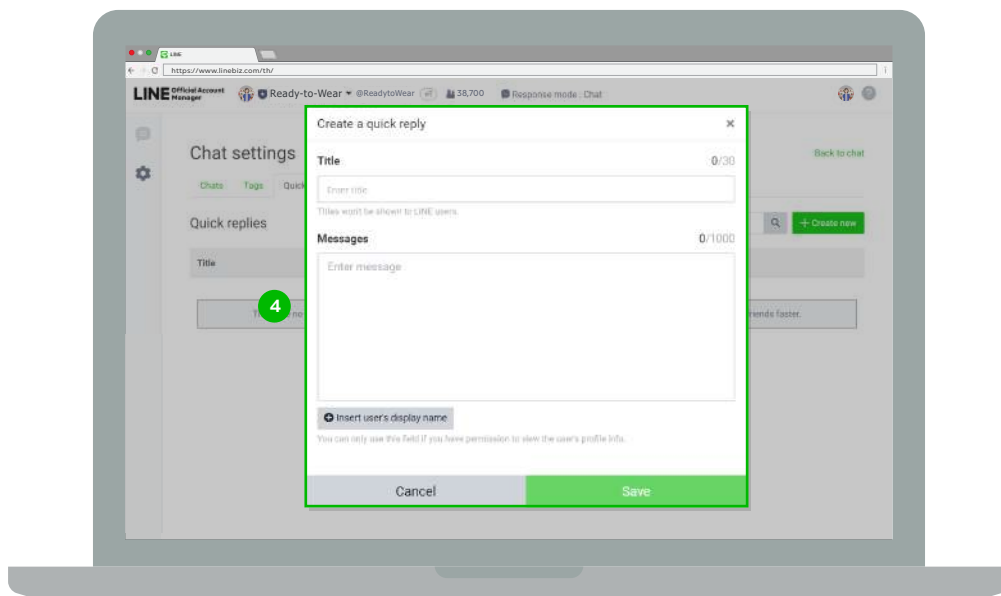 LINE
https://www.linebiz.com/th/
LINE Official Account Manager Ready-to-Wear @ReadytoWear 38,700 Response mode : Chat
Create a quick reply
Chat settings
Back to chat
Title 0/30
Chats Tags Quick
Enter title
Titles won't be shown to LINE users.
Quick replies
+ Create new
Messages 0/1000
Title
Enter message
4
no
riends faster.
Insert user's display name
You can only use this field if you have permission to view the user's profile info.
Cancel Save